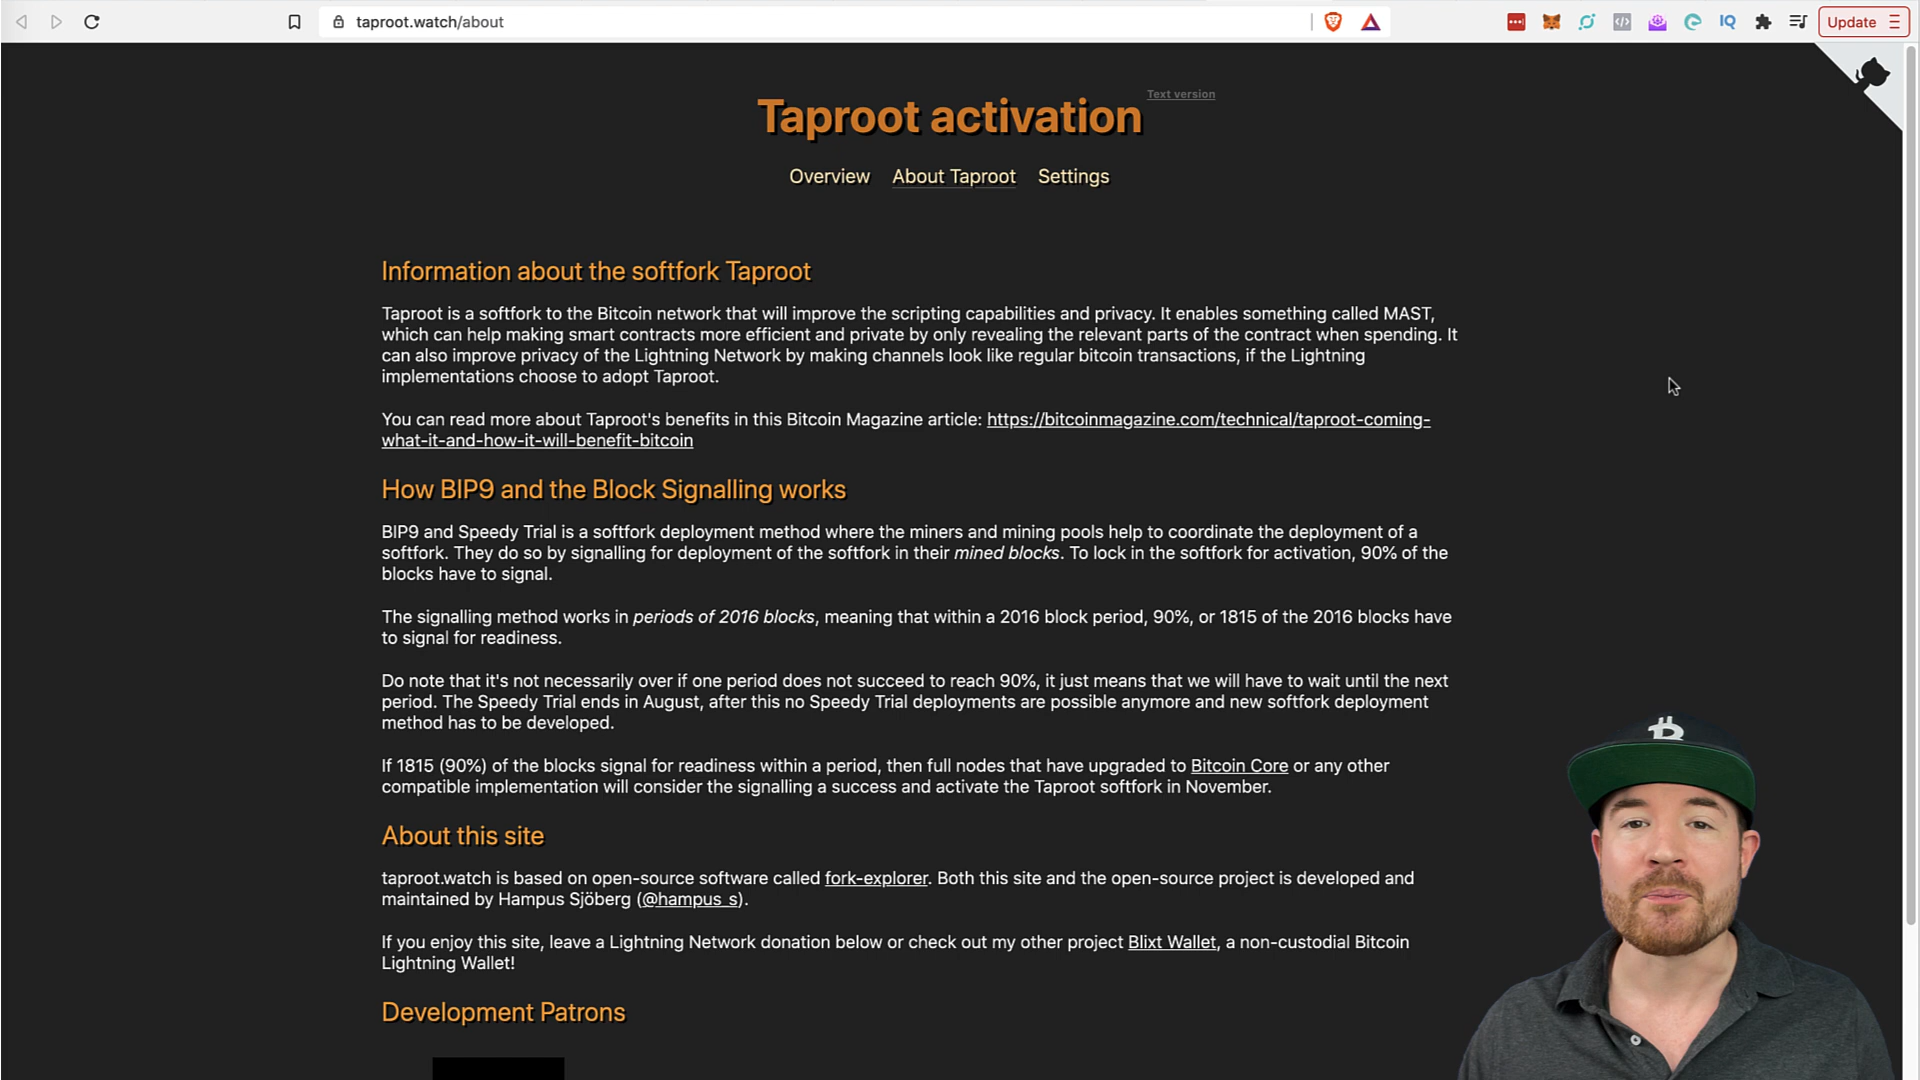 taproot.watch/about
IQ
Update
Text version
Taproot activation
Overview About Taproot Settings
Information about the softfork Taproot
Taproot is a softfork to the Bitcoin network that will improve the scripting capabilities and privacy. It enables something called MAST,
which can help making smart contracts more efficient and private by only revealing the relevant parts of the contract when spending. It
can also improve privacy of the Lightning Network by making channels look like regular bitcoin transactions, if the Lightning
implementations choose to adopt Taproot.
You can read more about Taproot's benefits in this Bitcoin Magazine article: https://bitcoinmagazine.com/technical/taproot-coming-
what-it-and-how-it-will-benefit-bitcoin
How BIP9 and the Block Signalling works
BIP9 and Speedy Trial is a softfork deployment method where the miners and mining pools help to coordinate the deployment of a
softfork. They do so by signalling for deployment of the softfork in their mined blocks. To lock in the softfork for activation, 90% of the
blocks have to signal.
The signalling method works in periods of 2016 blocks, meaning that within a 2016 block period, 90%, or 1815 of the 2016 blocks have
to signal for readiness.
Do note that it's not necessarily over if one period does not succeed to reach 90%, it just means that we will have to wait until the next
period. The Speedy Trial ends in August, after this no Speedy Trial deployments are possible anymore and new softfork deployment
method has to be developed.
If 1815 (90%) of the blocks signal for readiness within a period, then full nodes that have upgraded to Bitcoin Core or any other
compatible implementation will consider the signalling a success and activate the Taproot softfork in November.
About this site
taproot.watch is based on open-source software called fork-explorer. Both this site and the open-source project is developed and
maintained by Hampus Sjöberg (@hampus_s).
If you enjoy this site, leave a Lightning Network donation below or check out my other project Blixt Wallet, a non-custodial Bitcoin
Lightning Wallet!
Development Patrons